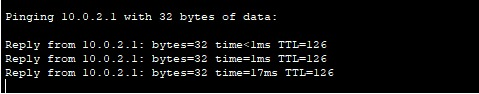 Pinging 10.0.2.1 with 32 bytes of data:
Reply from 10.0.2.1: bytes=32 time<1ms TTL=126
Reply from 10.0.2.1: bytes=32 time=1ms TTL=126
Reply from 10.0.2.1: bytes=32 time=17ms TTL=126